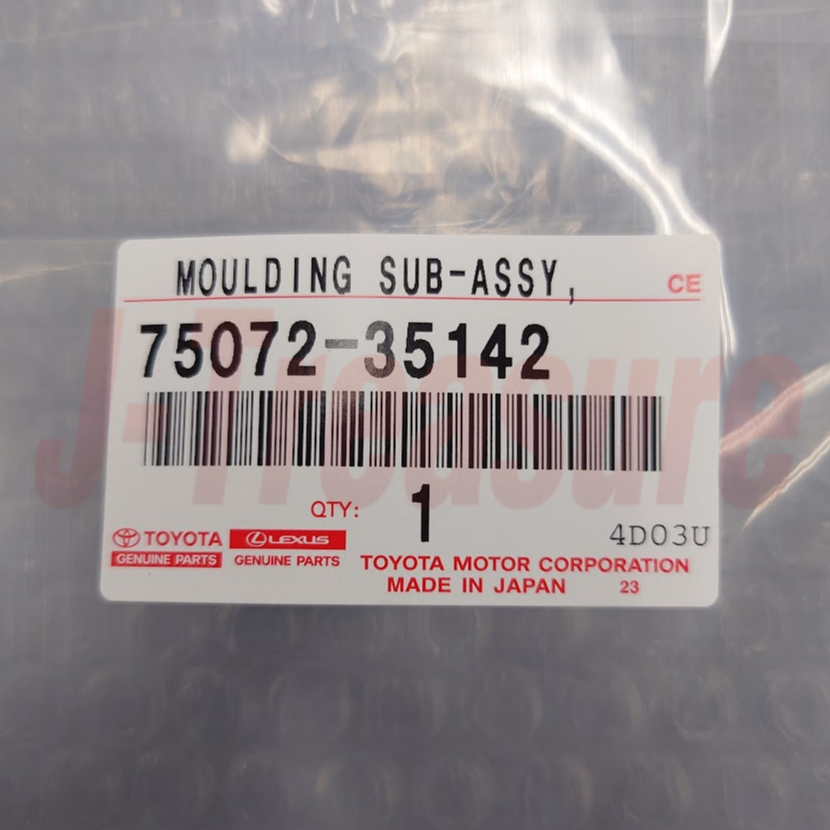 MOULDING SUB-ASSY,
CE
75072-35142
J-Treasure
QTY: 1
4D03U
TOYOTA LEXUS
GENUINE PARTS GENUINE PARTS
TOYOTA MOTOR CORPORATION
MADE IN JAPAN 23